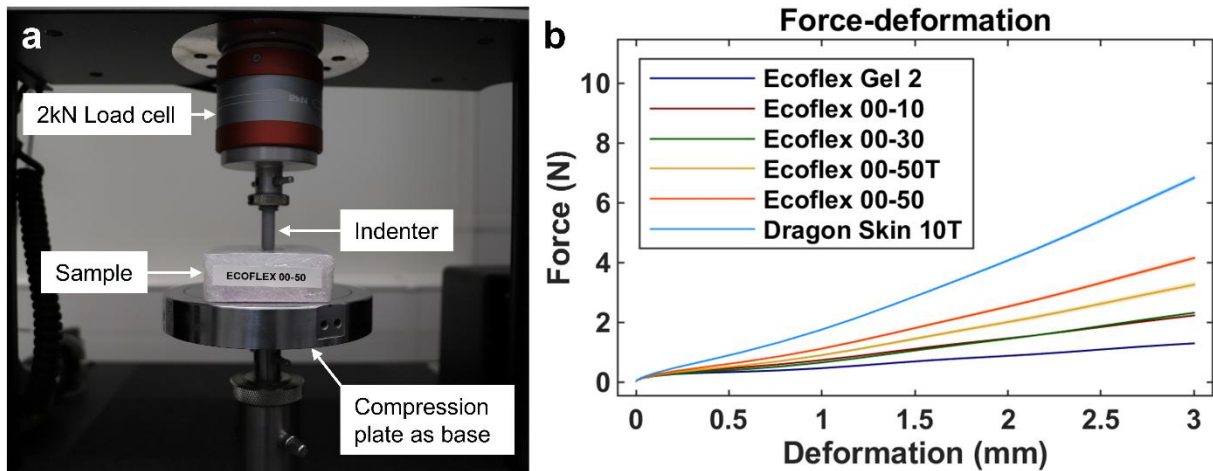 a
2kN Load cell
2kN
Indenter
Sample
ECOFLEX 00-50
Compression
plate as base
b
Force-deformation
Force (N)
10
8
6
4
2
0
Ecoflex Gel 2
Ecoflex 00-10
Ecoflex 00-30
Ecoflex 00-50T
Ecoflex 00-50
Dragon Skin 10T
0
0.5
1
1.5
2
2.5
3
Deformation (mm)